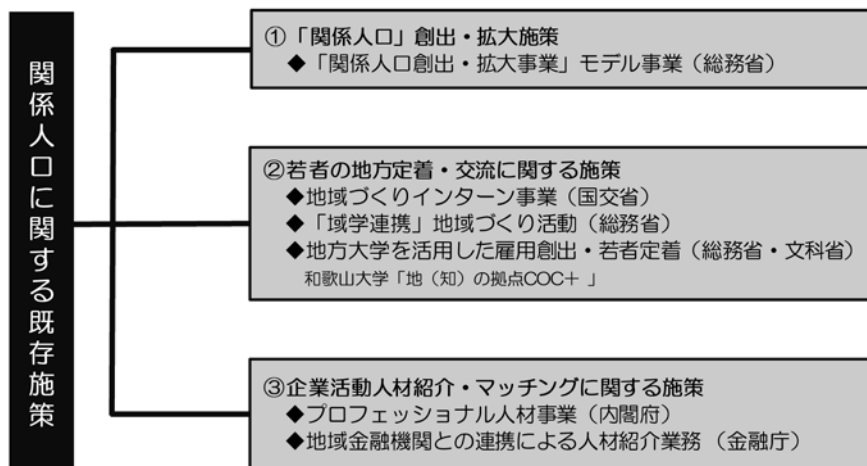 関係人口に関する既存施策
①「関係人口」創出・拡大施策
◆「関係人口創出・拡大事業」モデル事業（総務省）
②若者の地方定着・交流に関する施策
◆地域づくりインターン事業（国交省）
◆「域学連携」地域づくり活動（総務省）
◆地方大学を活用した雇用創出・若者定着（総務省・文科省）
和歌山大学「地（知）の拠点COC＋ 」
③企業活動人材紹介・マッチングに関する施策
◆プロフェッショナル人材事業（内閣府）
◆地域金融機関との連携による人材紹介業務 （金融庁）